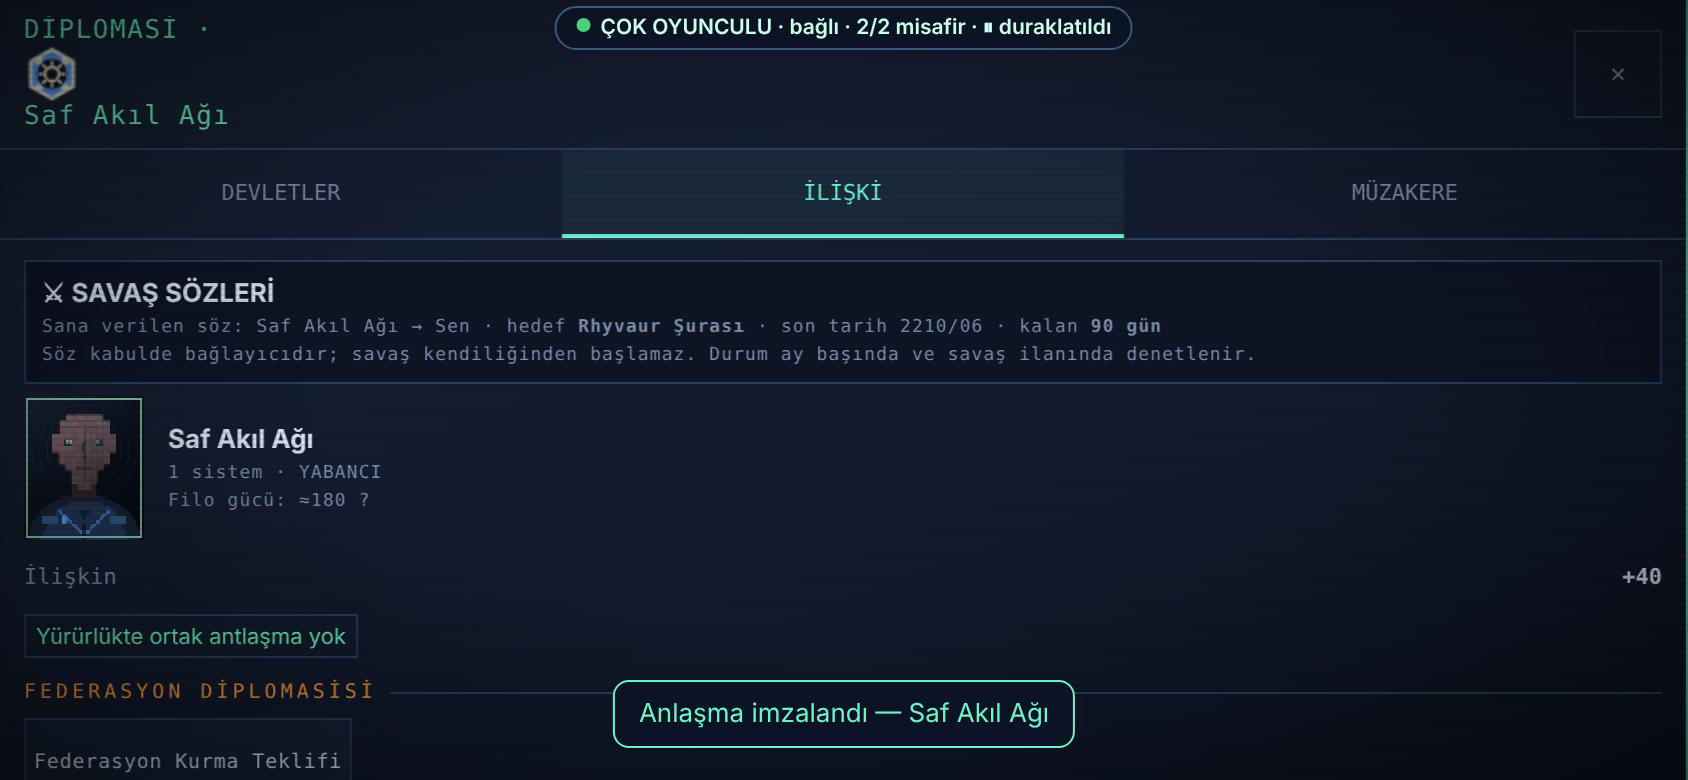 DİPLOMASİ ·
ÇOK OYUNCULU · bağlı · 2/2 misafir · ⏸ duraklatıldı
×
Saf Akıl Ağı
DEVLETLER
İLİŞKİ
MÜZAKERE
⚔ SAVAŞ SÖZLERİ
Sana verilen söz: Saf Akıl Ağı → Sen · hedef Rhyvaur Şurası · son tarih 2210/06 · kalan 90 gün
Söz kabulde bağlayıcıdır; savaş kendiliğinden başlamaz. Durum ay başında ve savaş ilanında denetlenir.
Saf Akıl Ağı
1 sistem · YABANCI
Filo gücü: ≈180 ?
İlişkin +40
Yürürlükte ortak antlaşma yok
FEDERASYON DİPLOMASİSİ
Anlaşma imzalandı — Saf Akıl Ağı
Federasyon Kurma Teklifi